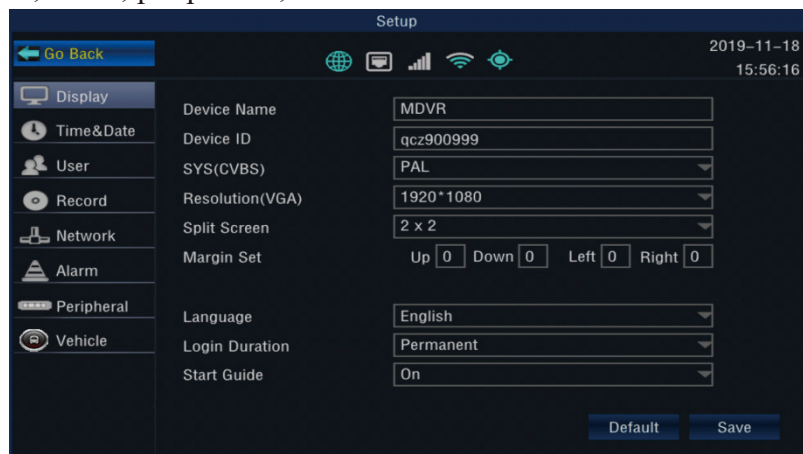 Setup
Go Back
2019-11-18
15:56:16
Display
Time&Date
User
Record
Network
Alarm
Peripheral
Vehicle
Device Name MDVR
Device ID qcz900999
SYS(CVBS) PAL
Resolution(VGA) 1920*1080
Split Screen 2 x 2
Margin Set Up 0 Down 0 Left 0 Right 0
Language English
Login Duration Permanent
Start Guide On
Default Save